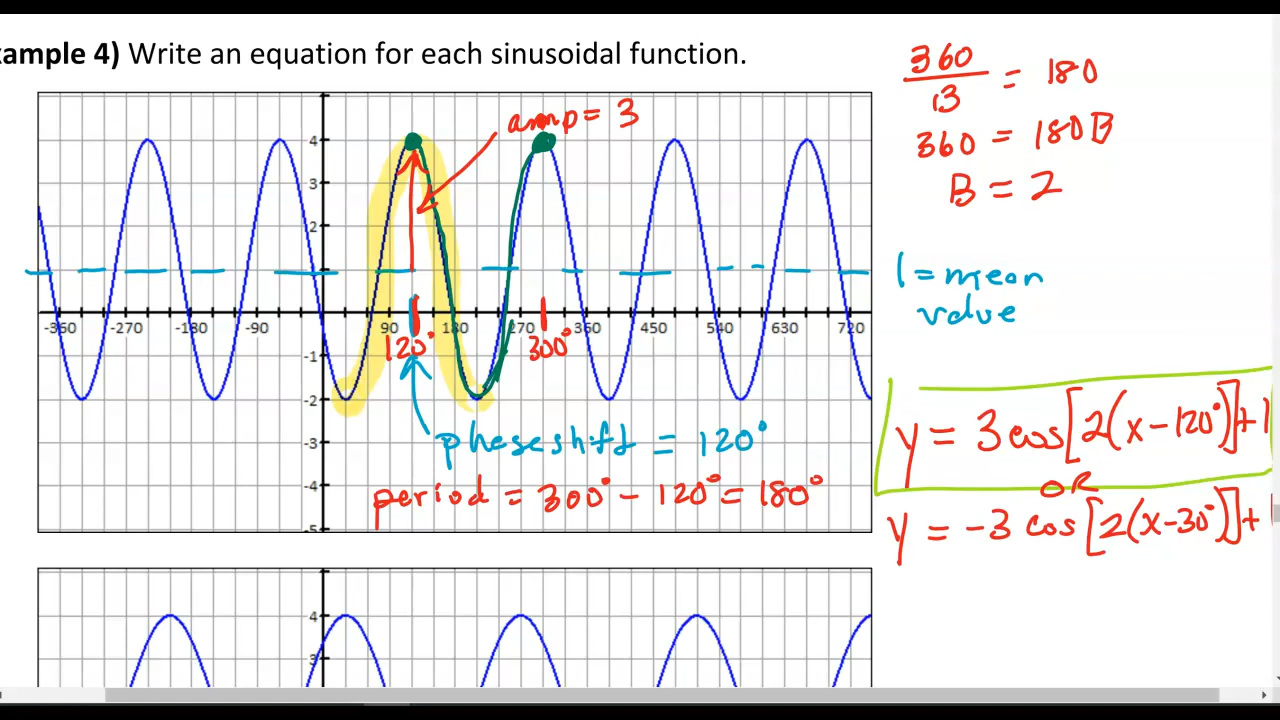 xample 4) Write an equation for each sinusoidal function.
360/B = 180
360 = 180B
B = 2
amp = 3
4
3
2
-360 -270 -180 -90 90 180 270 360 450 540 630 720
120° 300°
-1
-2
-3
-4
-5
1 = mean
value
phase shift = 120°
period = 300° - 120° = 180°
y = 3 cos[2(x-120°)]+1
OR
y = -3 cos[2(x-30°)]+
4
3